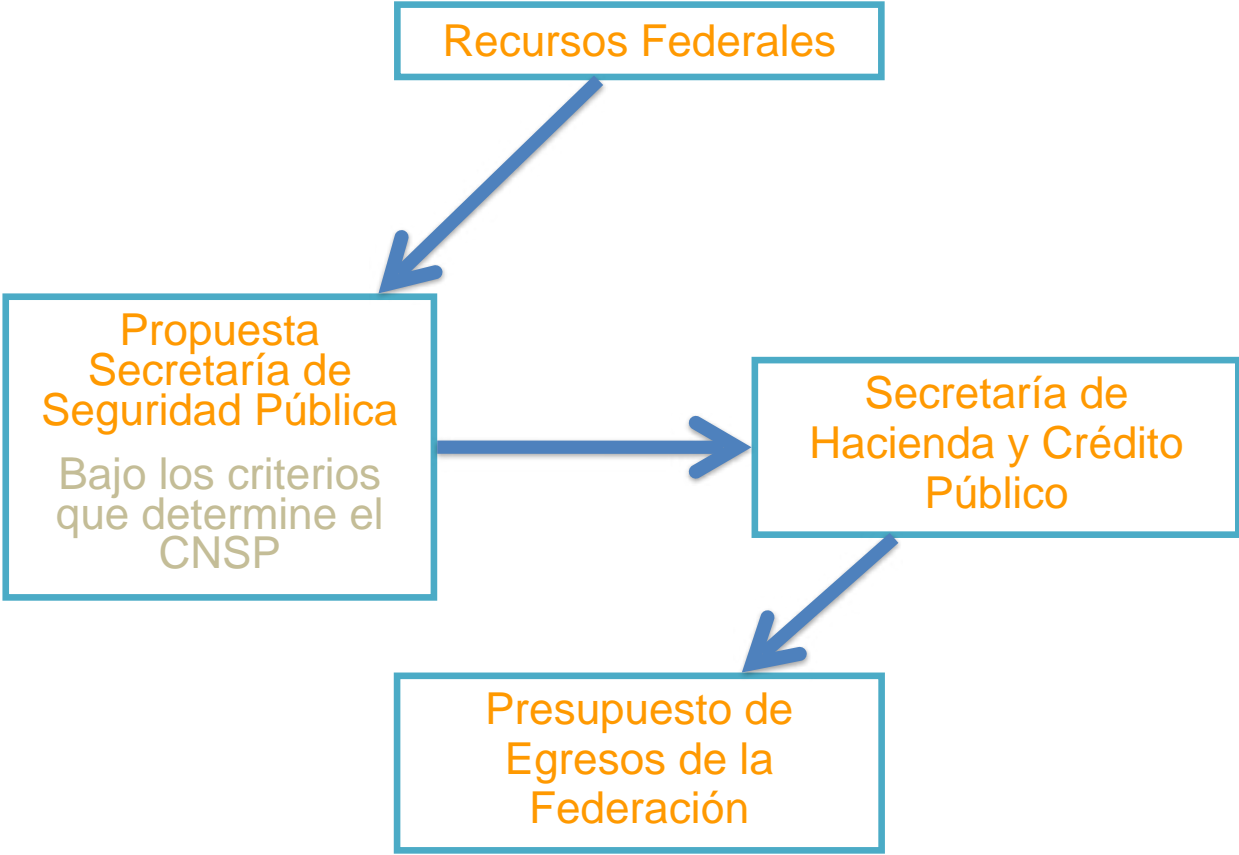 Recursos Federales
Propuesta
Secretaría de
Seguridad Pública
Bajo los criterios
que determine el
CNSP
Secretaría de
Hacienda y Crédito
Público
Presupuesto de
Egresos de la
Federación